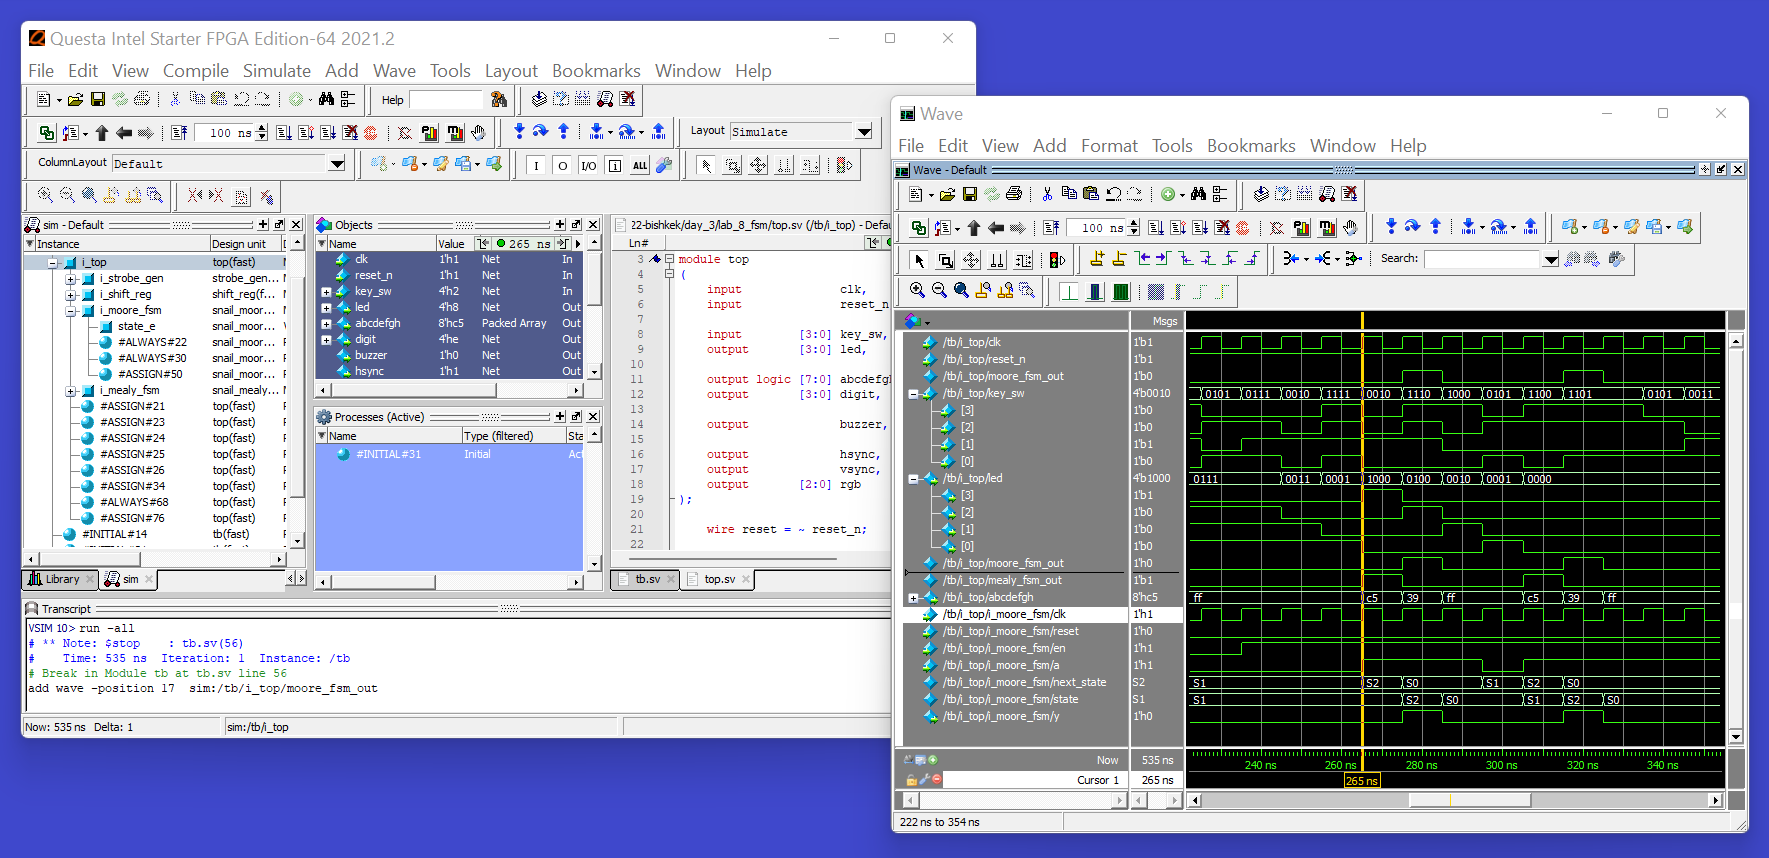 Questa Intel Starter FPGA Edition-64 2021.2
File Edit View Compile Simulate Add Wave Tools Layout Bookmarks Window Help
Help
100 ns
Layout Simulate
ColumnLayout Default
I O I/O ALL
sim - Default
Instance Design unit
i_top top(fast)
i_strobe_gen strobe_gen...
i_shift_reg shift_reg(f...
i_moore_fsm snail_moor...
state_e snail_moor...
#ALWAYS#22 snail_moor...
#ALWAYS#30 snail_moor...
#ASSIGN#50 snail_moor...
i_mealy_fsm snail_mealy...
#ASSIGN#21 top(fast)
#ASSIGN#23 top(fast)
#ASSIGN#24 top(fast)
#ASSIGN#25 top(fast)
#ASSIGN#26 top(fast)
#ASSIGN#34 top(fast)
#ALWAYS#68 top(fast)
#ASSIGN#76 top(fast)
#INITIAL#14 tb(fast)
Library sim
Objects
Name Value 265 ns
clk 1'h1 Net In
reset_n 1'h1 Net In
key_sw 4'h2 Net In
led 4'h8 Net Out
abcdefgh 8'hc5 Packed Array Out
digit 4'he Net Out
buzzer 1'h0 Net Out
hsync 1'h1 Net Out
Processes (Active)
Name Type (filtered) Sta
#INITIAL#31 Initial Act
22-bishkek/day_3/lab_8_fsm/top.sv (/tb/i_top) - Defau
Ln#
3 module top
4 (
5 input clk,
6 input reset_n
7
8 input [3:0] key_sw,
9 output [3:0] led,
10
11 output logic [7:0] abcdefgh
12 output [3:0] digit,
13
14 output buzzer,
15
16 output hsync,
17 output vsync,
18 output [2:0] rgb
19 );
20
21 wire reset = ~ reset_n;
22
tb.sv top.sv
Transcript
VSIM 10> run -all
# ** Note: $stop : tb.sv(56)
# Time: 535 ns Iteration: 1 Instance: /tb
# Break in Module tb at tb.sv line 56
add wave -position 17 sim:/tb/i_top/moore_fsm_out
Now: 535 ns Delta: 1 sim:/tb/i_top
Wave
File Edit View Add Format Tools Bookmarks Window Help
Wave - Default
100 ns
Search:
Msgs
/tb/i_top/clk 1'b1
/tb/i_top/reset_n 1'b1
/tb/i_top/moore_fsm_out 1'b0
/tb/i_top/key_sw 4'b0010 0101 0111 0010 1010 1111 0010 1110 1000 0101 1100 1101 0101 0011
[3] 1'b0
[2] 1'b0
[1] 1'b1
[0] 1'b0
/tb/i_top/led 4'b1000 0111 0011 0001 1000 0100 0010 0001 0000
[3] 1'b1
[2] 1'b0
[1] 1'b0
[0] 1'b0
/tb/i_top/moore_fsm_out 1'h0
/tb/i_top/mealy_fsm_out 1'b1
/tb/i_top/abcdefgh 8'hc5 ff c5 39 ff c5 39 ff
/tb/i_top/i_moore_fsm/clk 1'h1
/tb/i_top/i_moore_fsm/reset 1'h0
/tb/i_top/i_moore_fsm/en 1'h1
/tb/i_top/i_moore_fsm/a 1'h1
/tb/i_top/i_moore_fsm/next_state S2 S1 S2 S0 S1 S2 S0
/tb/i_top/i_moore_fsm/state S1 S1 S2 S0 S1 S2 S0
/tb/i_top/i_moore_fsm/y 1'h0
Now 535 ns 240 ns 260 ns 280 ns 300 ns 320 ns 340 ns
Cursor 1 265 ns 265 ns
222 ns to 354 ns